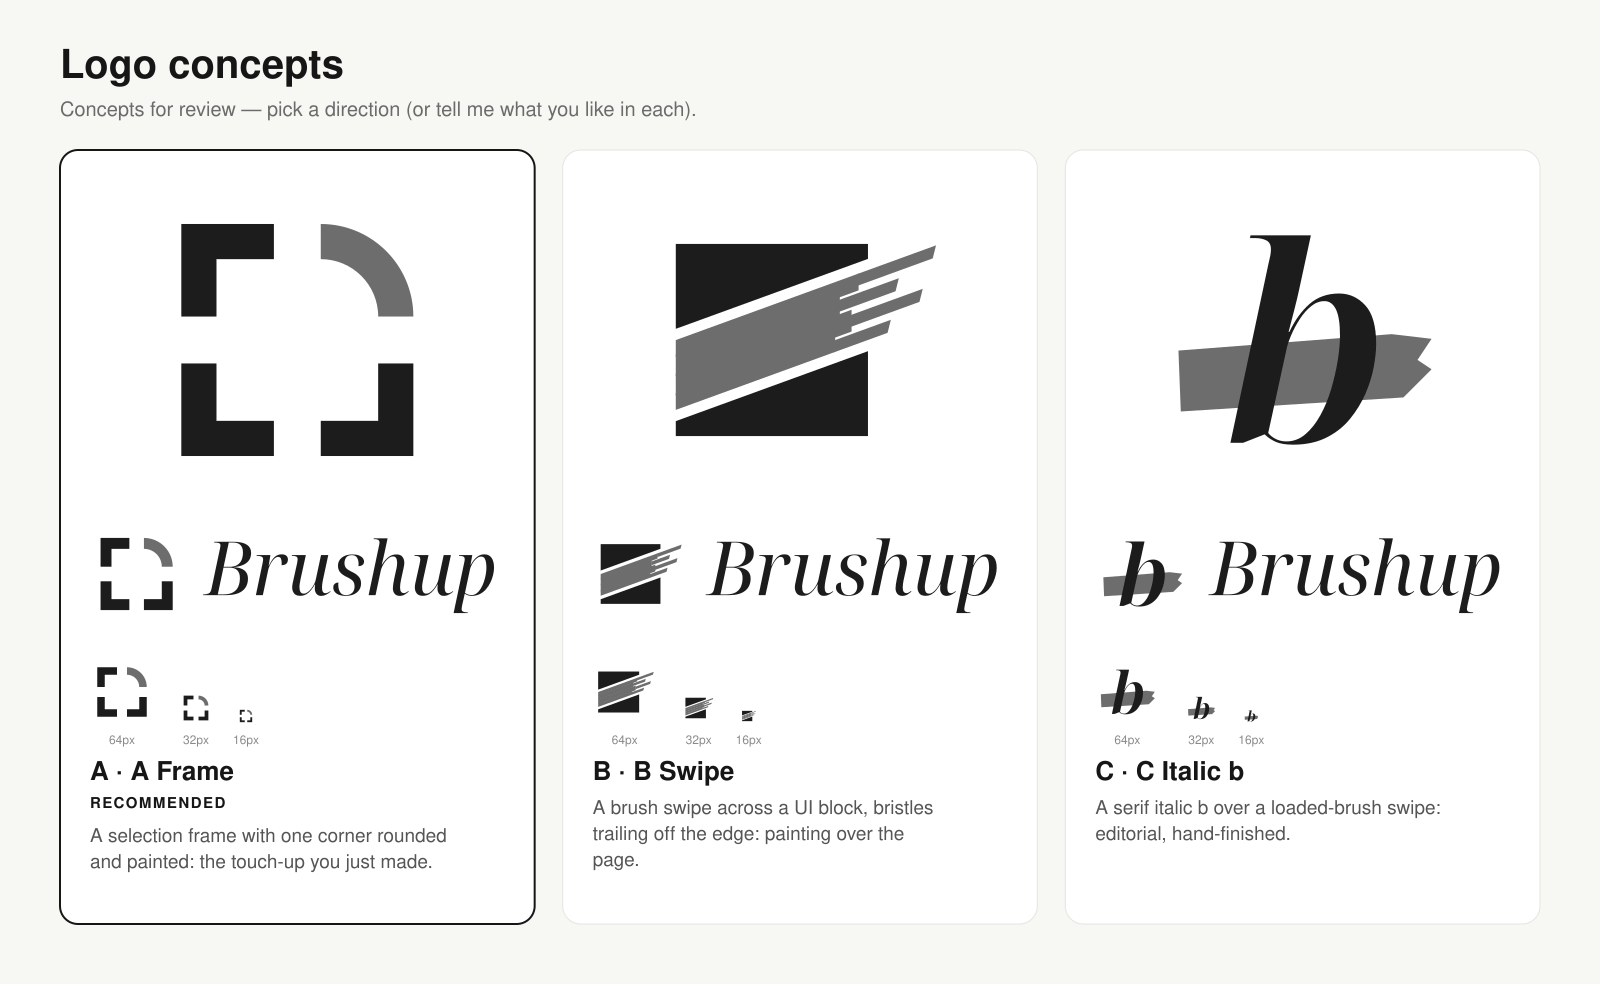 Logo concepts
Concepts for review — pick a direction (or tell me what you like in each).
Brushup
64px 32px 16px
A · A Frame
RECOMMENDED
A selection frame with one corner rounded
and painted: the touch-up you just made.
Brushup
64px 32px 16px
B · B Swipe
A brush swipe across a UI block, bristles
trailing off the edge: painting over the
page.
b
b Brushup
b b b
64px 32px 16px
C · C Italic b
A serif italic b over a loaded-brush swipe:
editorial, hand-finished.